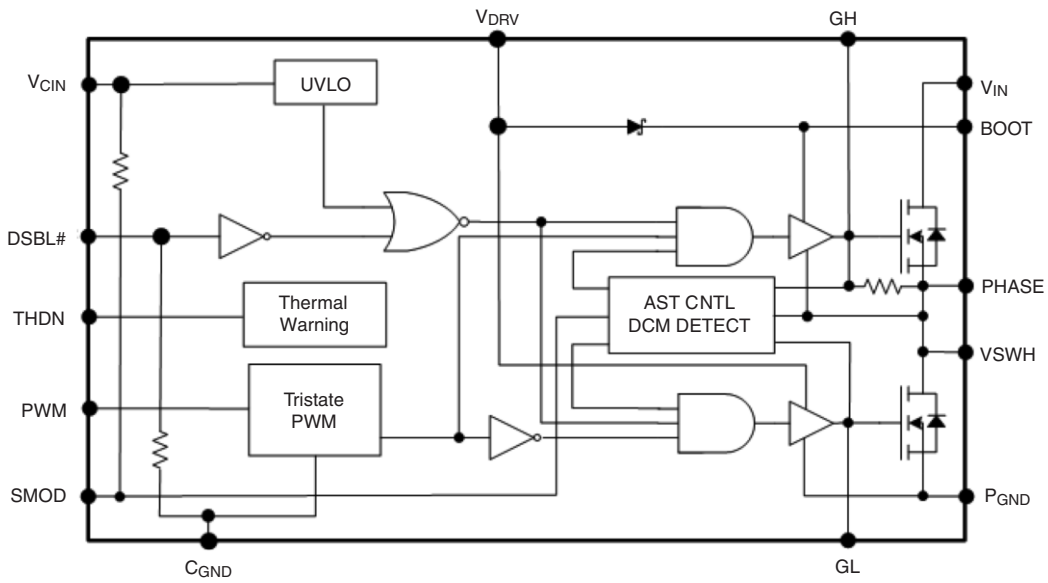 VDRV
GH
VCIN
UVLO
VIN
BOOT
DSBL#
THDN
Thermal
Warning
AST CNTL
DCM DETECT
PHASE
VSWH
PWM
Tristate
PWM
SMOD
PGND
CGND
GL